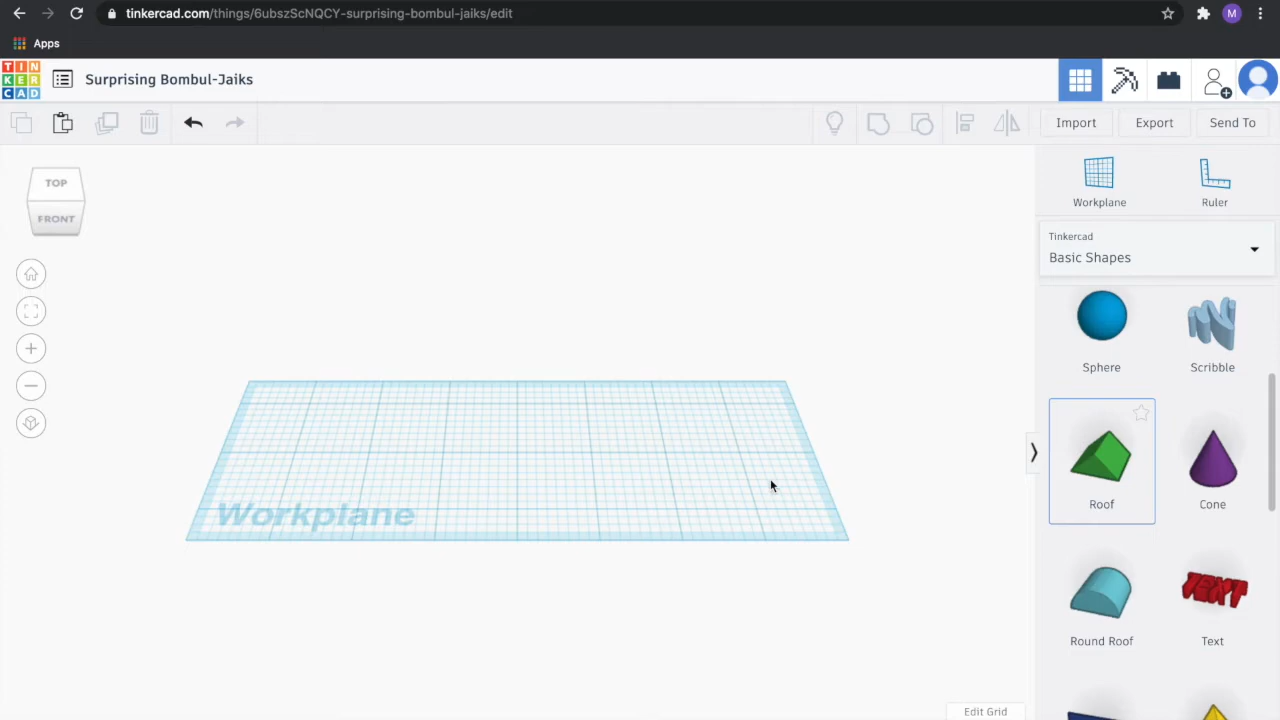 tinkercad.com/things/6ubszScNQCY-surprising-bombul-jaiks/edit
M
Apps
TIN
KER
CAD
Surprising Bombul-Jaiks
Import
Export
Send To
TOP
FRONT
Workplane
Ruler
Tinkercad
Basic Shapes
Sphere
Scribble
Roof
Cone
Workplane
Round Roof
TEXT
Text
Edit Grid